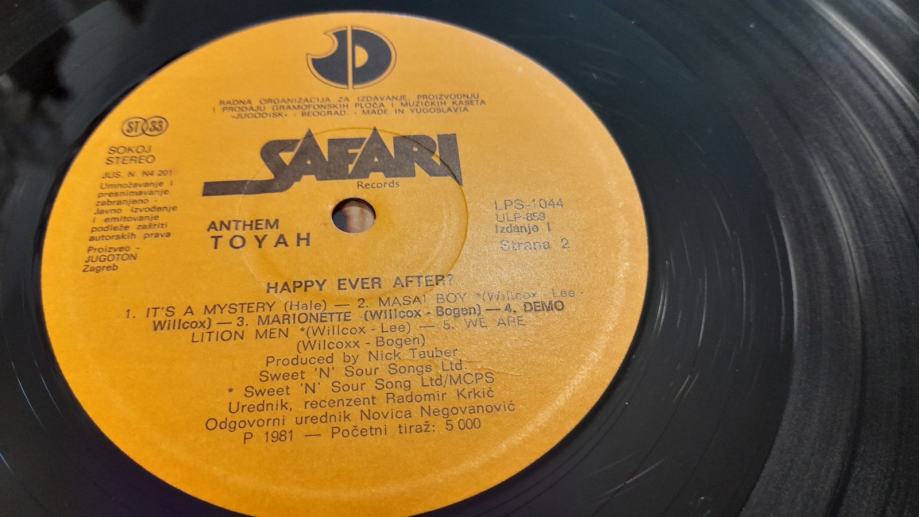 RADNA ORGANIZACIJA ZA IZDAVANJE, PROIZVODNJU
I PRODAJU GRAMOFONSKIH PLOČA I MUZIČKIH KASETA
»JUGODISK« - BEOGRAD - MADE IN YUGOSLAVIA
ST 33
SOKOJ
STEREO
JUS. N. N4 201
Umnožavanje i
presnimavanje
zabranjeno -
Javno izvođenje
i emitovanje
podleže zaštiti
autorskih prava
Proizveo -
JUGOTON
Zagreb
SAFARI
Records
ANTHEM
TOYAH
LPS-1044
ULP-859
Izdanje I
Strana 2
HAPPY EVER AFTER?
1. IT'S A MYSTERY (Hale) — 2. MASAI BOY *(Willcox - Lee -
Willcox) — 3. MARIONETTE (Willcox - Bogen) — 4. DEMO
LITION MEN *(Willcox - Lee) — 5. WE ARE
(Wilcoxx - Bogen)
Produced by Nick Tauber
Sweet 'N' Sour Songs Ltd.
* Sweet 'N' Sour Song Ltd/MCPS
Urednik, recenzent Radomir Krkić
Odgovorni urednik Novica Negovanović
P 1981 — Početni tiraž: 5 000